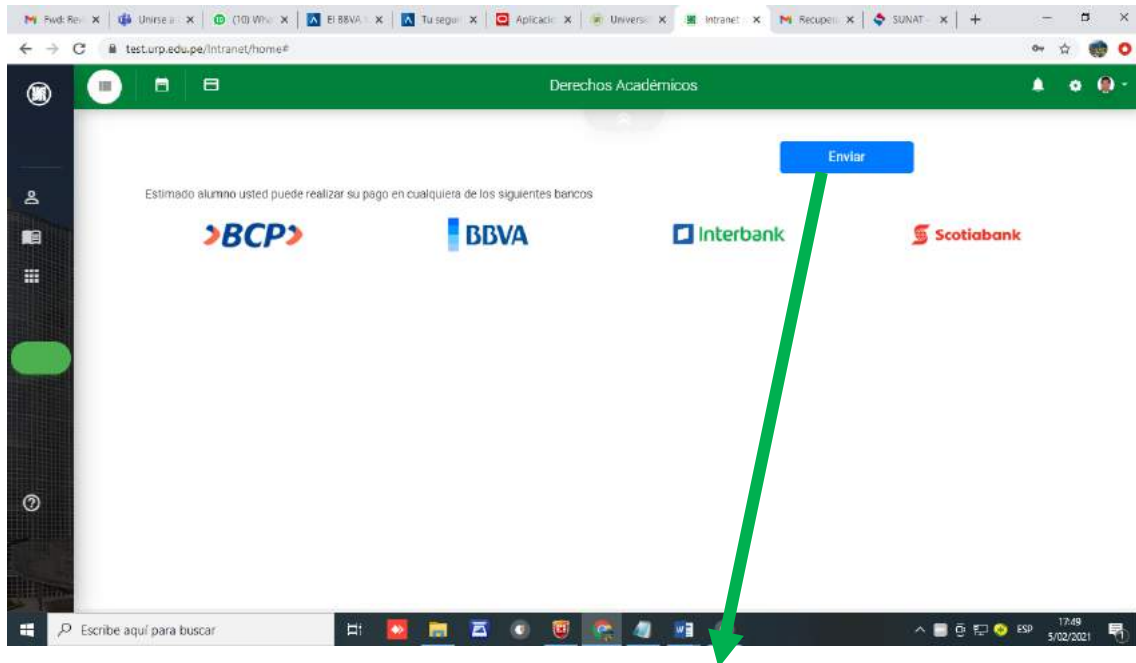 Fwd: Re
Unirse a
(10) Wha
El BBVA
Tu segur
Aplicacio
Universi
Intranet
Recupera
SUNAT
test.urp.edu.pe/Intranet/home#
Derechos Académicos
Enviar
Estimado alumno usted puede realizar su pago en cualquiera de los siguientes bancos
BCP
BBVA
Interbank
Scotiabank
Escribe aquí para buscar
ESP
17:49
5/02/2021